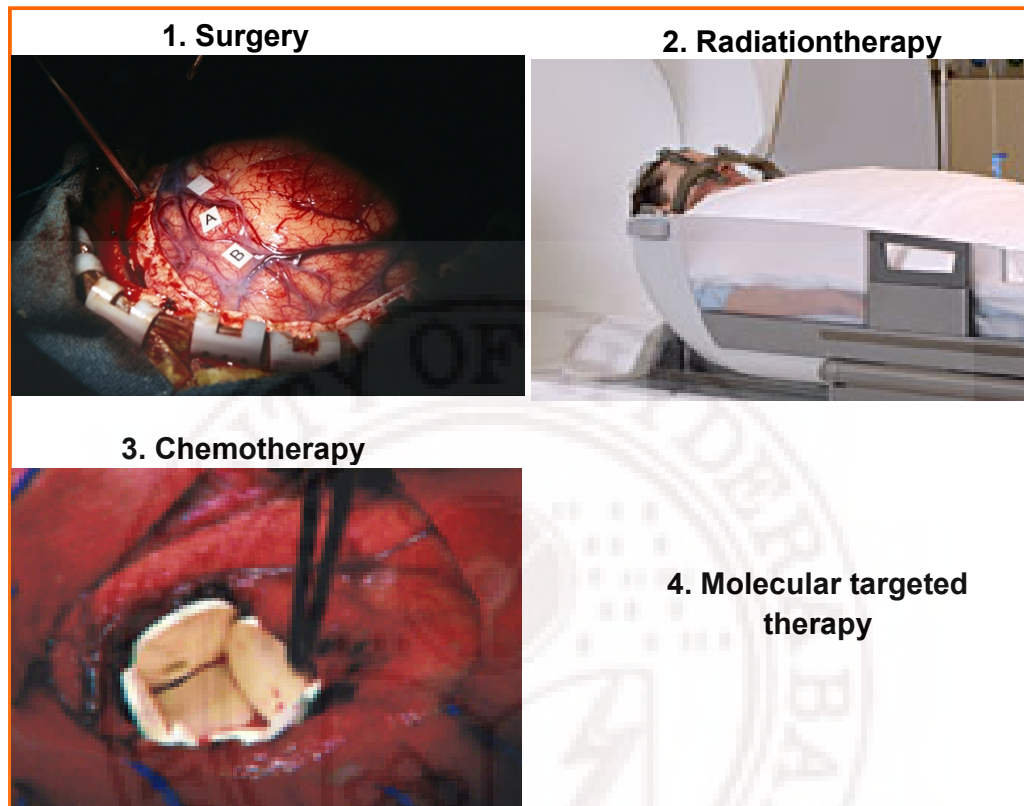 1. Surgery
2. Radiationtherapy
A
B
3. Chemotherapy
4. Molecular targeted
therapy